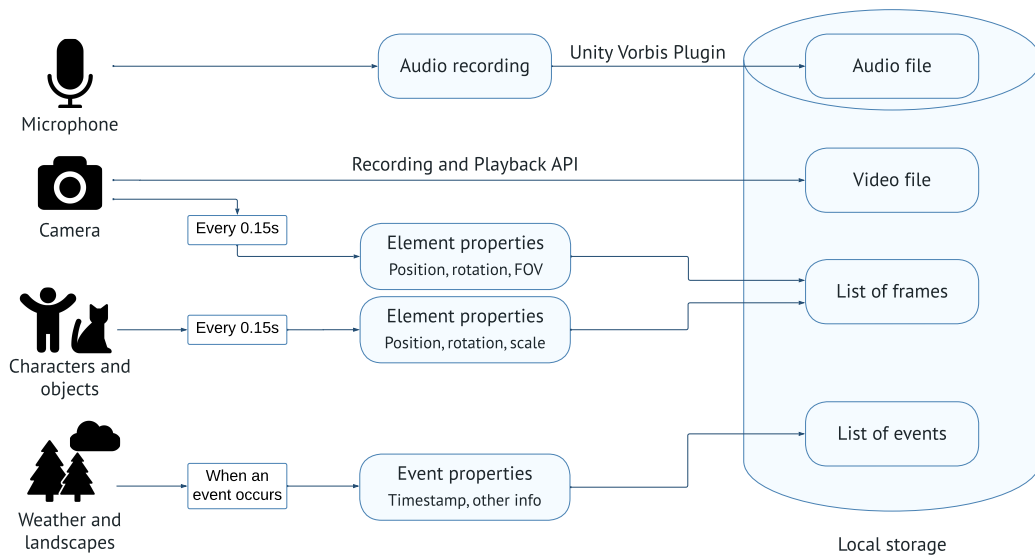 Microphone
Audio recording
Unity Vorbis Plugin
Audio file
Camera
Recording and Playback API
Video file
Every 0.15s
Element properties
Position, rotation, FOV
List of frames
Characters and
objects
Every 0.15s
Element properties
Position, rotation, scale
Weather and
landscapes
When an
event occurs
Event properties
Timestamp, other info
List of events
Local storage